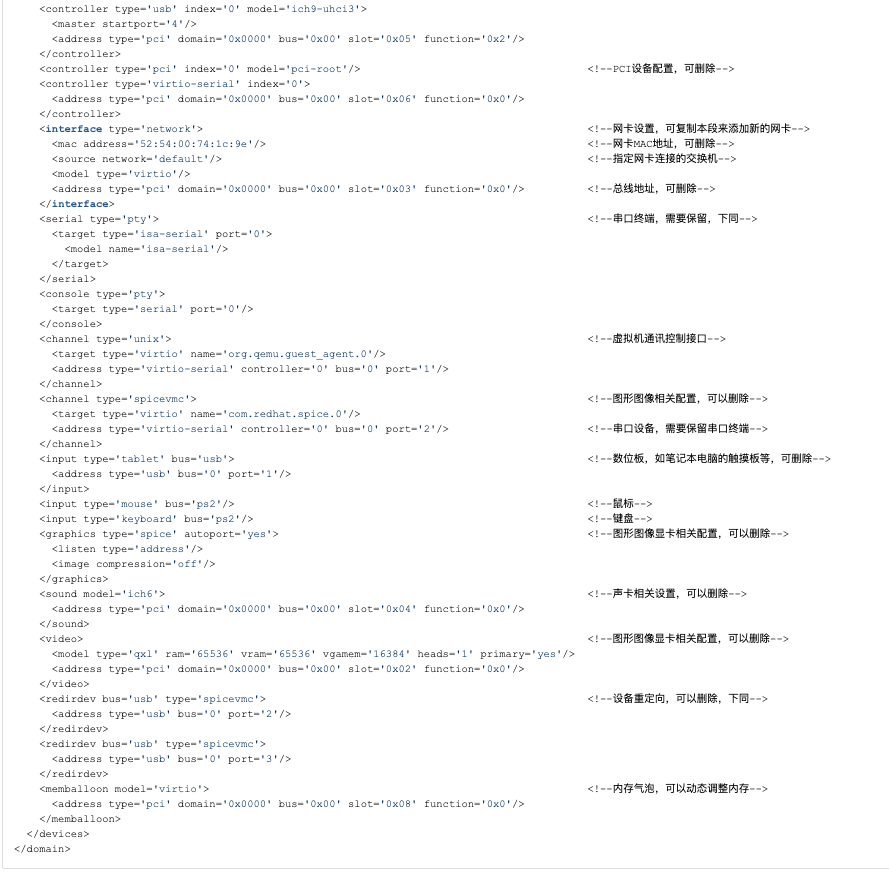 <controller type='usb' index='0' model='ich9-uhci3'>
<master startport='4'/>
<address type='pci' domain='0x0000' bus='0x00' slot='0x05' function='0x2'/>
</controller>
<controller type='pci' index='0' model='pci-root'/> <!--PCI设备配置，可删除-->
<controller type='virtio-serial' index='0'>
<address type='pci' domain='0x0000' bus='0x00' slot='0x06' function='0x0'/>
</controller>
<interface type='network'> <!--网卡设置，可复制本段来添加新的网卡-->
<mac address='52:54:00:74:1c:9e'/> <!--网卡MAC地址，可删除-->
<source network='default'/> <!--指定网卡连接的交换机-->
<model type='virtio'/>
<address type='pci' domain='0x0000' bus='0x00' slot='0x03' function='0x0'/> <!--总线地址，可删除-->
</interface>
<serial type='pty'> <!--串口终端，需要保留，下同-->
<target type='isa-serial' port='0'>
<model name='isa-serial'/>
</target>
</serial>
<console type='pty'>
<target type='serial' port='0'/>
</console>
<channel type='unix'> <!--虚拟机通讯控制接口-->
<target type='virtio' name='org.qemu.guest_agent.0'/>
<address type='virtio-serial' controller='0' bus='0' port='1'/>
</channel>
<channel type='spicevmc'> <!--图形图像相关配置，可以删除-->
<target type='virtio' name='com.redhat.spice.0'/>
<address type='virtio-serial' controller='0' bus='0' port='2'/> <!--串口设备，需要保留串口终端-->
</channel>
<input type='tablet' bus='usb'> <!--数位板，如笔记本电脑的触摸板等，可删除-->
<address type='usb' bus='0' port='1'/>
</input>
<input type='mouse' bus='ps2'/> <!--鼠标-->
<input type='keyboard' bus='ps2'/> <!--键盘-->
<graphics type='spice' autoport='yes'> <!--图形图像显卡相关配置，可以删除-->
<listen type='address'/>
<image compression='off'/>
</graphics>
<sound model='ich6'> <!--声卡相关设置，可以删除-->
<address type='pci' domain='0x0000' bus='0x00' slot='0x04' function='0x0'/>
</sound>
<video> <!--图形图像显卡相关配置，可以删除-->
<model type='qxl' ram='65536' vram='65536' vgamem='16384' heads='1' primary='yes'/>
<address type='pci' domain='0x0000' bus='0x00' slot='0x02' function='0x0'/>
</video>
<redirdev bus='usb' type='spicevmc'> <!--设备重定向，可以删除，下同-->
<address type='usb' bus='0' port='2'/>
</redirdev>
<redirdev bus='usb' type='spicevmc'>
<address type='usb' bus='0' port='3'/>
</redirdev>
<memballoon model='virtio'> <!--内存气泡，可以动态调整内存-->
<address type='pci' domain='0x0000' bus='0x00' slot='0x08' function='0x0'/>
</memballoon>
</devices>
</domain>